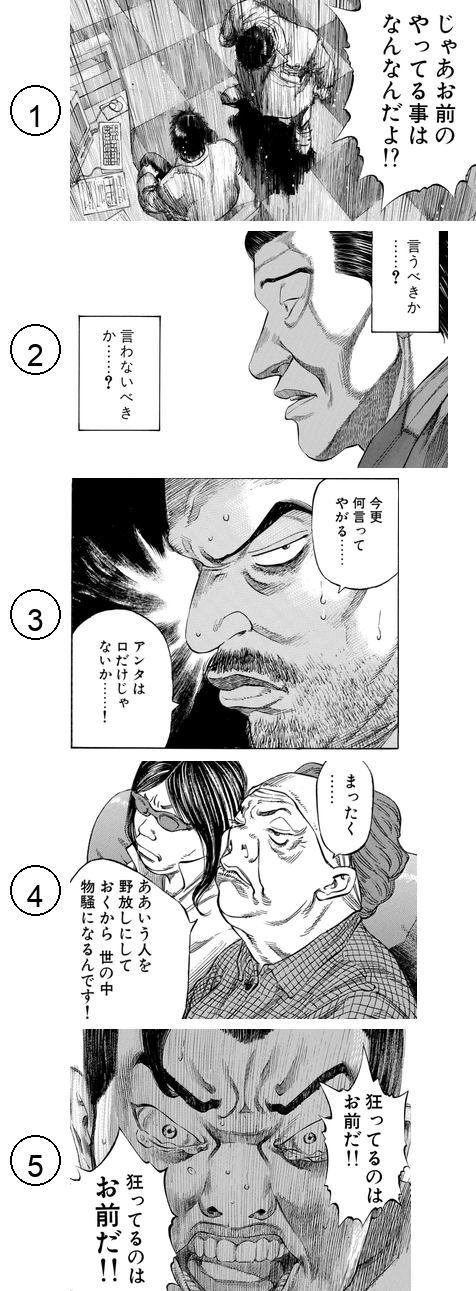 1
じゃあお前の
やってる事は
なんなんだよ!?
2
言うべきか
……?
言わないべき
か……?
3
今更
何言って
やがる……
アンタは
口だけじゃ
ないか……!
4
まったく
……
ああいう人を
野放しにして
おくから 世の中
物騒になるんです!
5
狂ってるのは
お前だ!!
狂ってるのは
お前だ!!